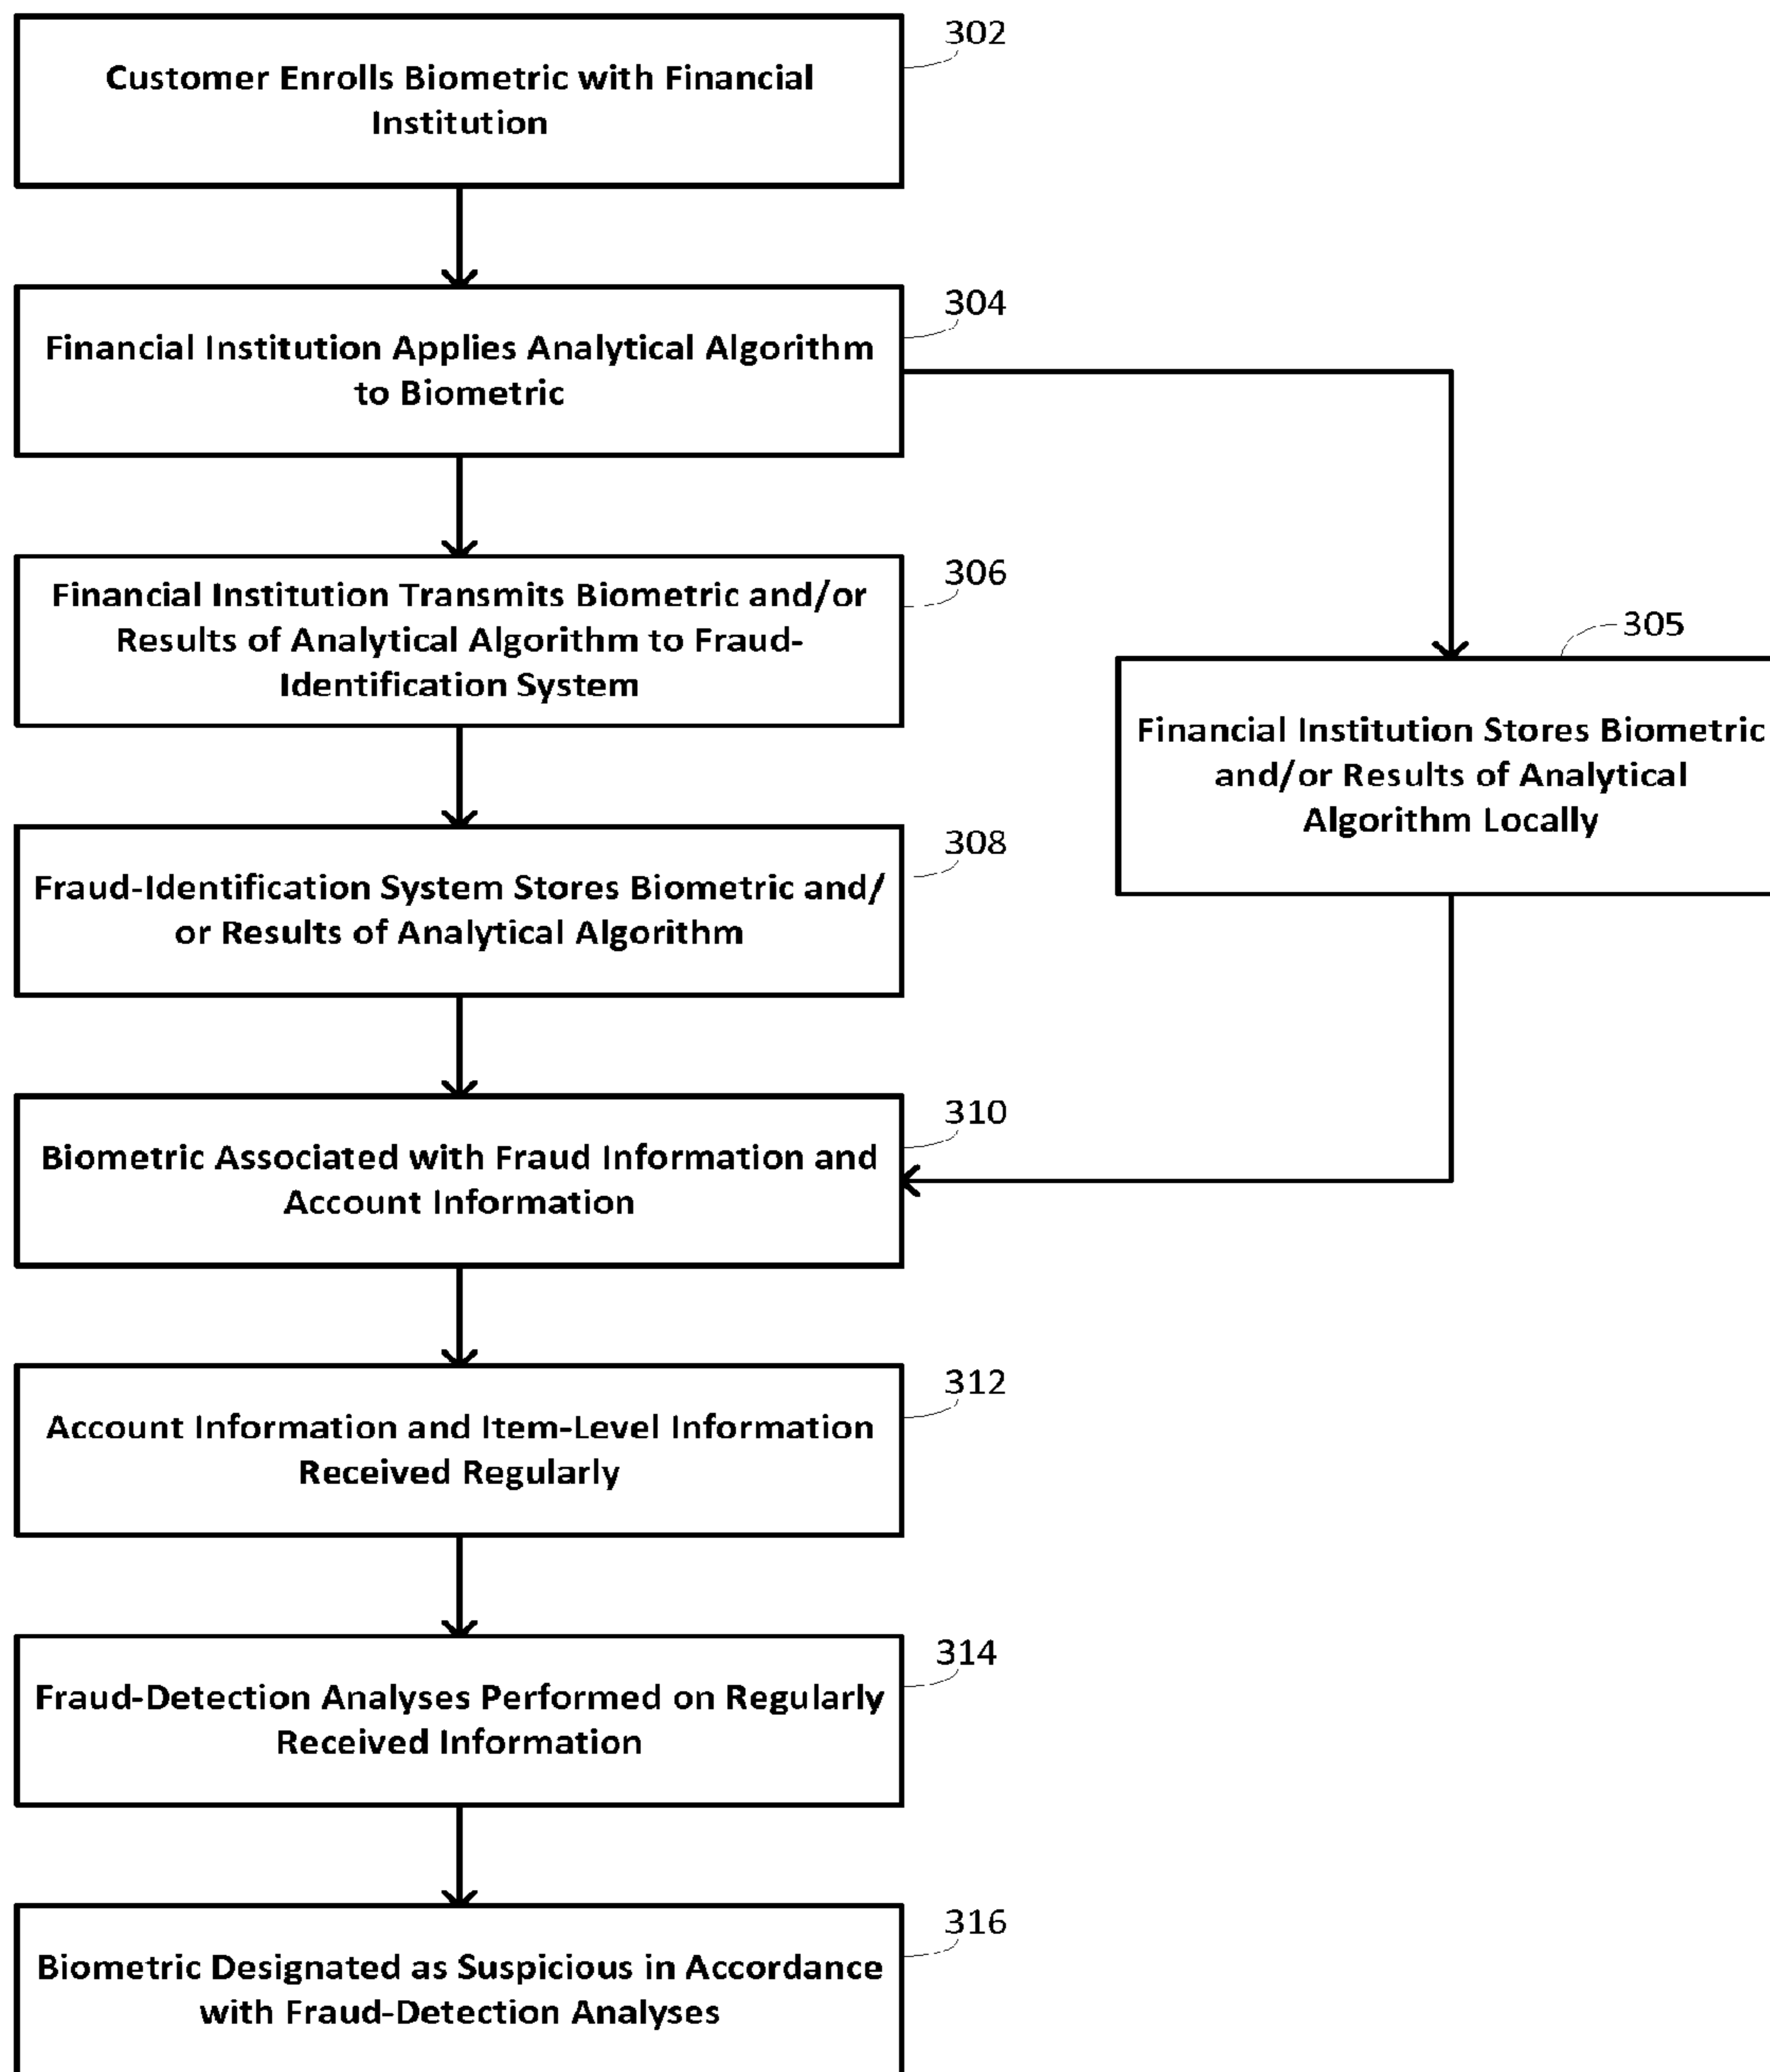 302
Customer Enrolls Biometric with Financial
Institution
304
Financial Institution Applies Analytical Algorithm
to Biometric
306
Financial Institution Transmits Biometric and/or
Results of Analytical Algorithm to Fraud-
Identification System
305
Financial Institution Stores Biometric
and/or Results of Analytical
Algorithm Locally
308
Fraud-Identification System Stores Biometric and/
or Results of Analytical Algorithm
310
Biometric Associated with Fraud Information and
Account Information
312
Account Information and Item-Level Information
Received Regularly
314
Fraud-Detection Analyses Performed on Regularly
Received Information
316
Biometric Designated as Suspicious in Accordance
with Fraud-Detection Analyses